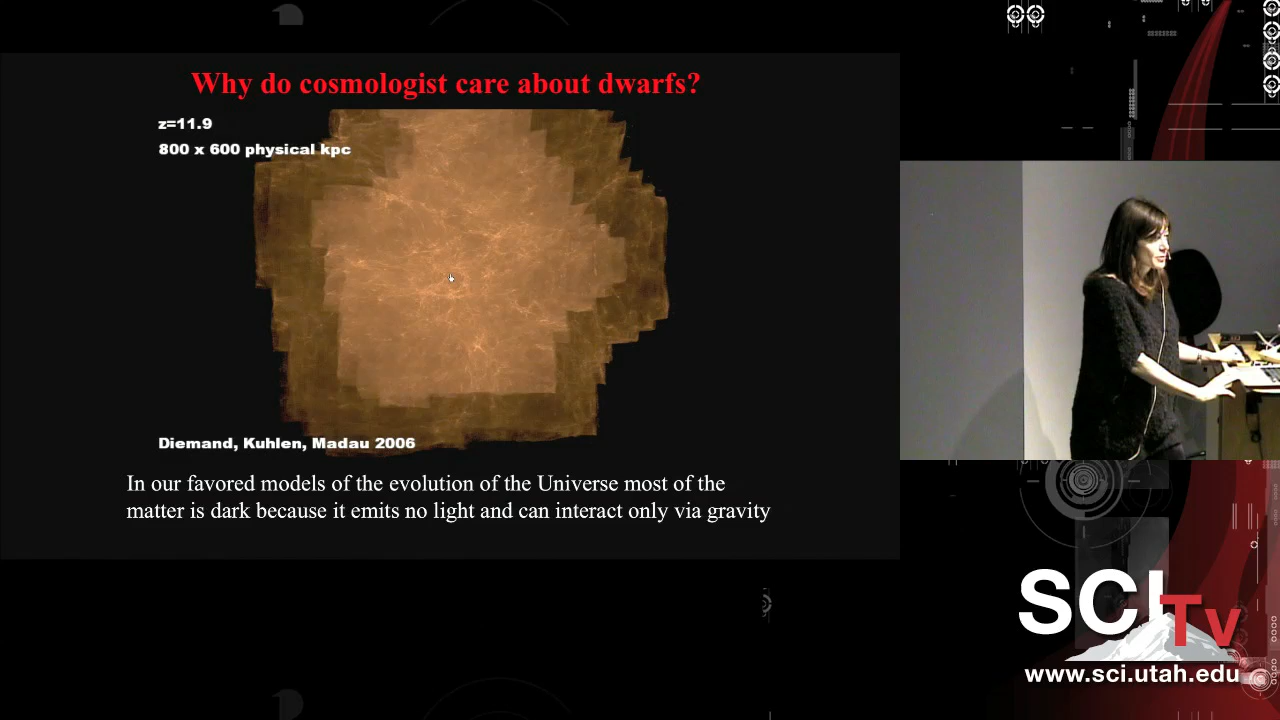 Why do cosmologist care about dwarfs?
z=11.9
800 x 600 physical kpc
Diemand, Kuhlen, Madau 2006
In our favored models of the evolution of the Universe most of the
matter is dark because it emits no light and can interact only via gravity
SCI
TV
www.sci.utah.edu